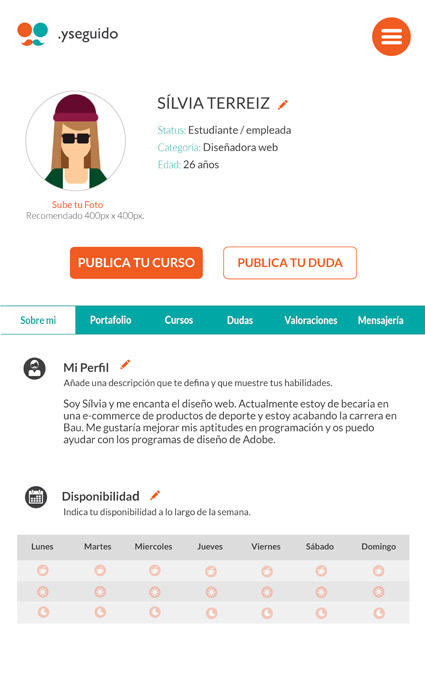 .yseguido
SÍLVIA TERREIZ
Status: Estudiante / empleada
Categoría: Diseñadora web
Edad: 26 años
Sube tu Foto
Recomendado 400px x 400px.
PUBLICA TU CURSO
PUBLICA TU DUDA
Sobre mi Portafolio Cursos Dudas Valoraciones Mensajería
Mi Perfil
Añade una descripción que te defina y que muestre tus habilidades.
Soy Sílvia y me encanta el diseño web. Actualmente estoy de becaria en
una e-commerce de productos de deporte y estoy acabando la carrera en
Bau. Me gustaría mejorar mis aptitudes en programación y os puedo
ayudar con los programas de diseño de Adobe.
Disponibilidad
Indica tu disponibilidad a lo largo de la semana.
Lunes Martes Miercoles Jueves Viernes Sábado Domingo